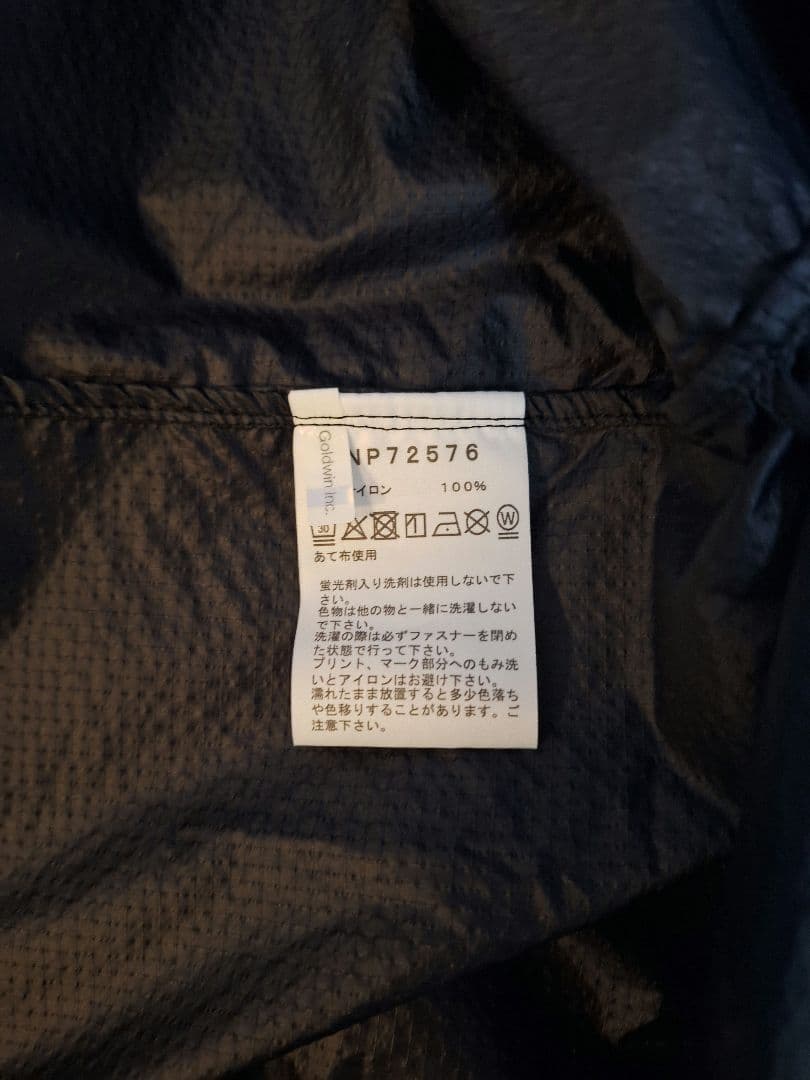 Goldwin Inc.
NP72576
イロン 100%
30
W
あて布使用
蛍光剤入り洗剤は使用しないで下
さい。
色物は他の物と一緒に洗濯しない
で下さい。
洗濯の際は必ずファスナーを閉め
た状態で行って下さい。
プリント、マーク部分へのもみ洗
いとアイロンはお避け下さい。
濡れたまま放置すると多少色落ち
や色移りすることがあります。ご
注意下さい。